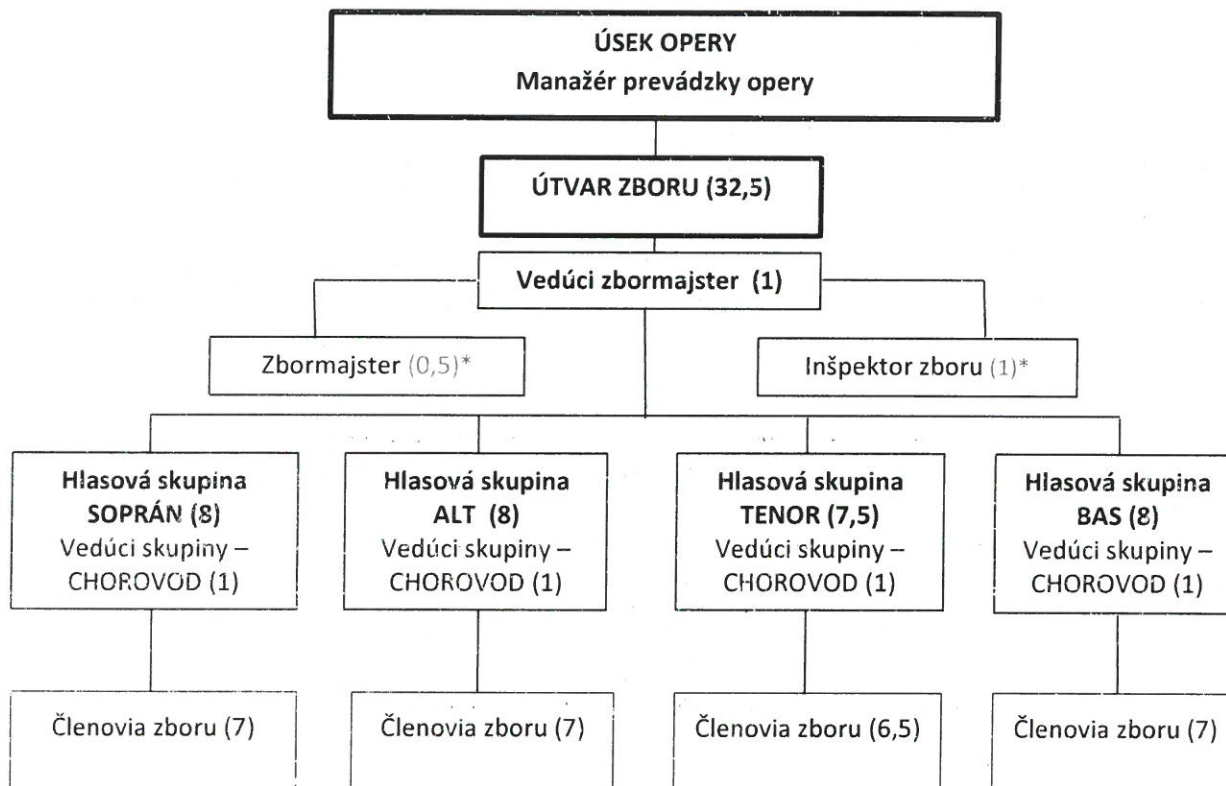 ÚSEK OPERY
Manažér prevádzky opery
ÚTVAR ZBORU (32,5)
Vedúci zbormajster (1)
Zbormajster (0,5)*
Inšpektor zboru (1)*
Hlasová skupina
SOPRÁN (8)
Vedúci skupiny –
CHOROVOD (1)
Hlasová skupina
ALT (8)
Vedúci skupiny –
CHOROVOD (1)
Hlasová skupina
TENOR (7,5)
Vedúci skupiny –
CHOROVOD (1)
Hlasová skupina
BAS (8)
Vedúci skupiny –
CHOROVOD (1)
Členovia zboru (7)
Členovia zboru (7)
Členovia zboru (6,5)
Členovia zboru (7)